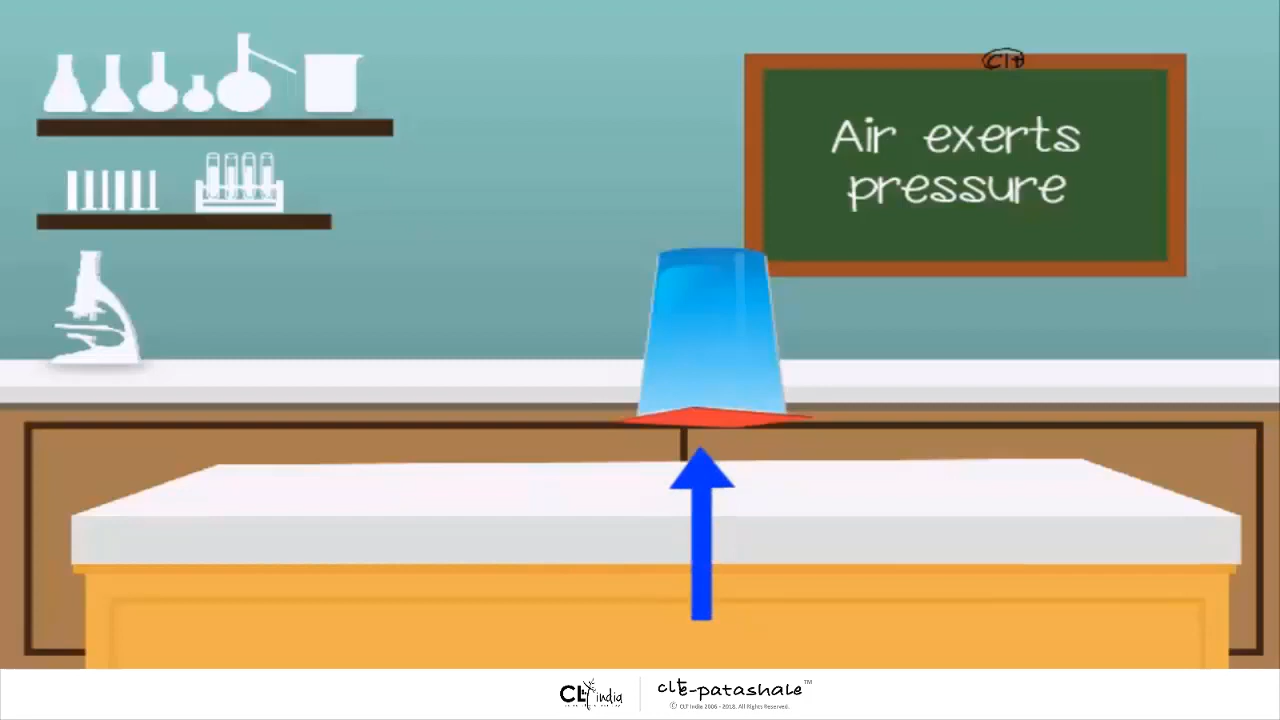 Clt
Air exerts
pressure
CLT india
clt e-patashale™
© CLT India 2006 - 2018. All Rights Reserved.